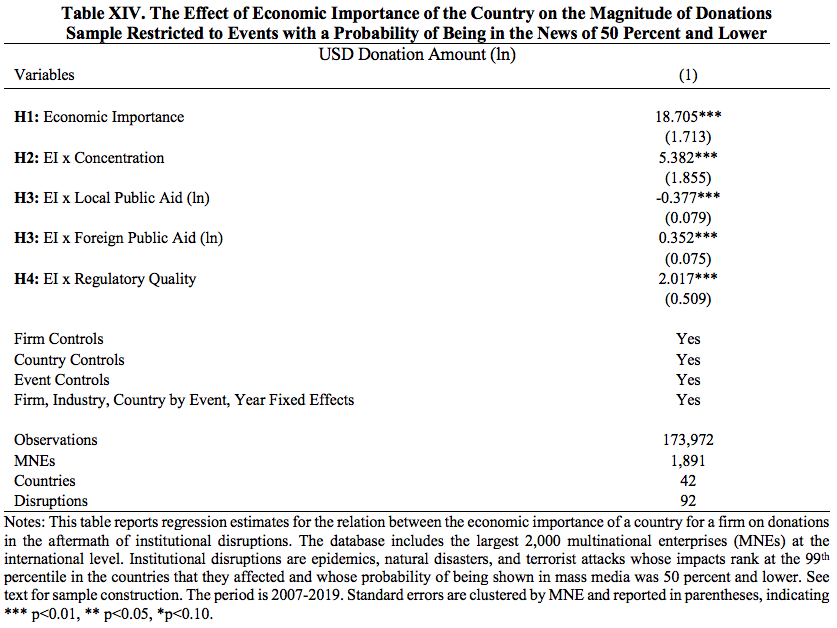 Table XIV. The Effect of Economic Importance of the Country on the Magnitude of Donations
Sample Restricted to Events with a Probability of Being in the News of 50 Percent and Lower
USD Donation Amount (ln)
Variables (1)
H1: Economic Importance 18.705***
(1.713)
H2: EI x Concentration 5.382***
(1.855)
H3: EI x Local Public Aid (ln) -0.377***
(0.079)
H3: EI x Foreign Public Aid (ln) 0.352***
(0.075)
H4: EI x Regulatory Quality 2.017***
(0.509)
Firm Controls Yes
Country Controls Yes
Event Controls Yes
Firm, Industry, Country by Event, Year Fixed Effects Yes
Observations 173,972
MNEs 1,891
Countries 42
Disruptions 92
Notes: This table reports regression estimates for the relation between the economic importance of a country for a firm on donations
in the aftermath of institutional disruptions. The database includes the largest 2,000 multinational enterprises (MNEs) at the
international level. Institutional disruptions are epidemics, natural disasters, and terrorist attacks whose impacts rank at the 99th
percentile in the countries that they affected and whose probability of being shown in mass media was 50 percent and lower. See
text for sample construction. The period is 2007-2019. Standard errors are clustered by MNE and reported in parentheses, indicating
*** p<0.01, ** p<0.05, *p<0.10.